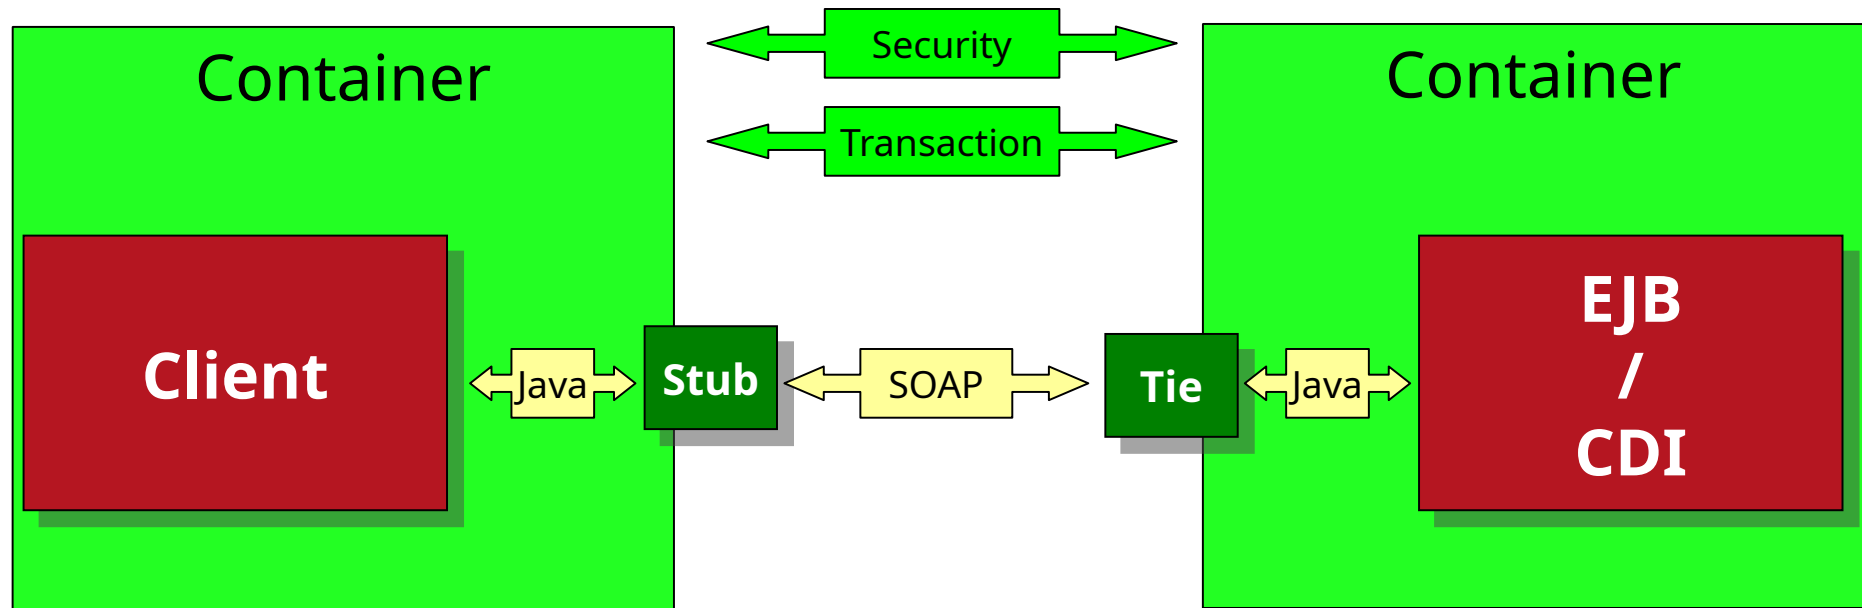 Container
Security
Container
Transaction
Client
Java
Stub
SOAP
Tie
Java
EJB
/
CDI